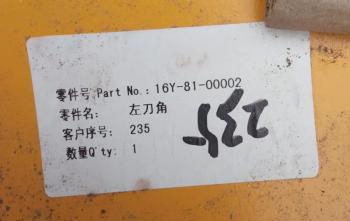 零件号 Part No.: 16Y-81-00002
零件名: 左刀角
客户序号: 235
数量Q'ty: 1
235